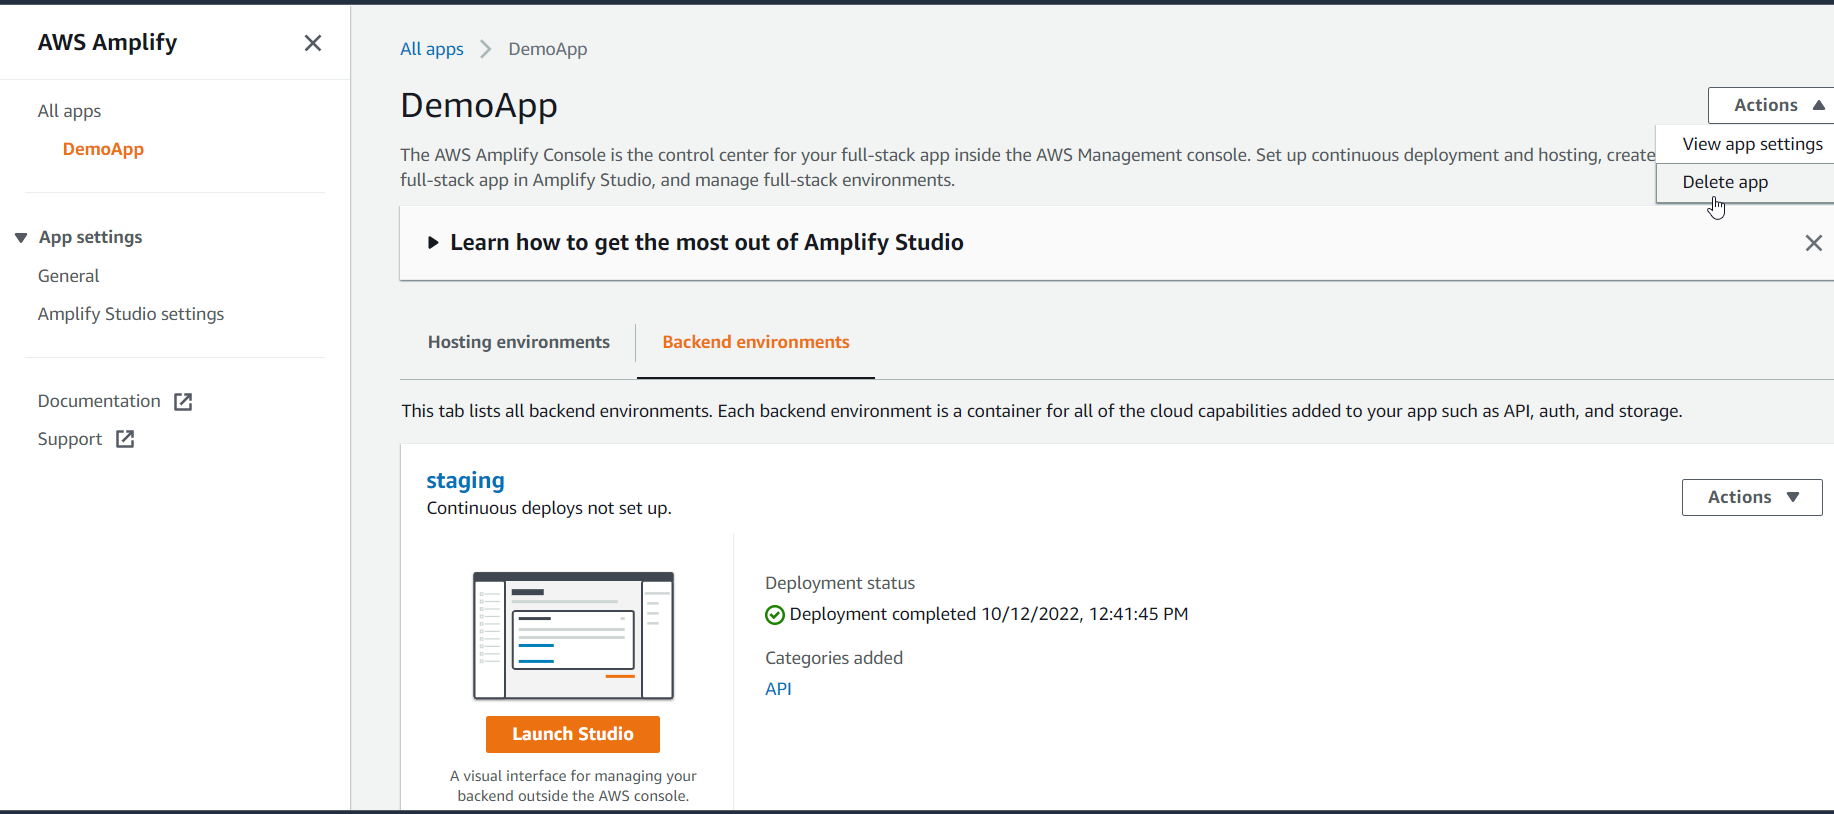 AWS Amplify
All apps
DemoApp
App settings
General
Amplify Studio settings
Documentation
Support
All apps > DemoApp
DemoApp
Actions
View app settings
Delete app
The AWS Amplify Console is the control center for your full-stack app inside the AWS Management console. Set up continuous deployment and hosting, create
full-stack app in Amplify Studio, and manage full-stack environments.
Learn how to get the most out of Amplify Studio
Hosting environments
Backend environments
This tab lists all backend environments. Each backend environment is a container for all of the cloud capabilities added to your app such as API, auth, and storage.
staging
Continuous deploys not set up.
Actions
Launch Studio
A visual interface for managing your
backend outside the AWS console.
Deployment status
Deployment completed 10/12/2022, 12:41:45 PM
Categories added
API